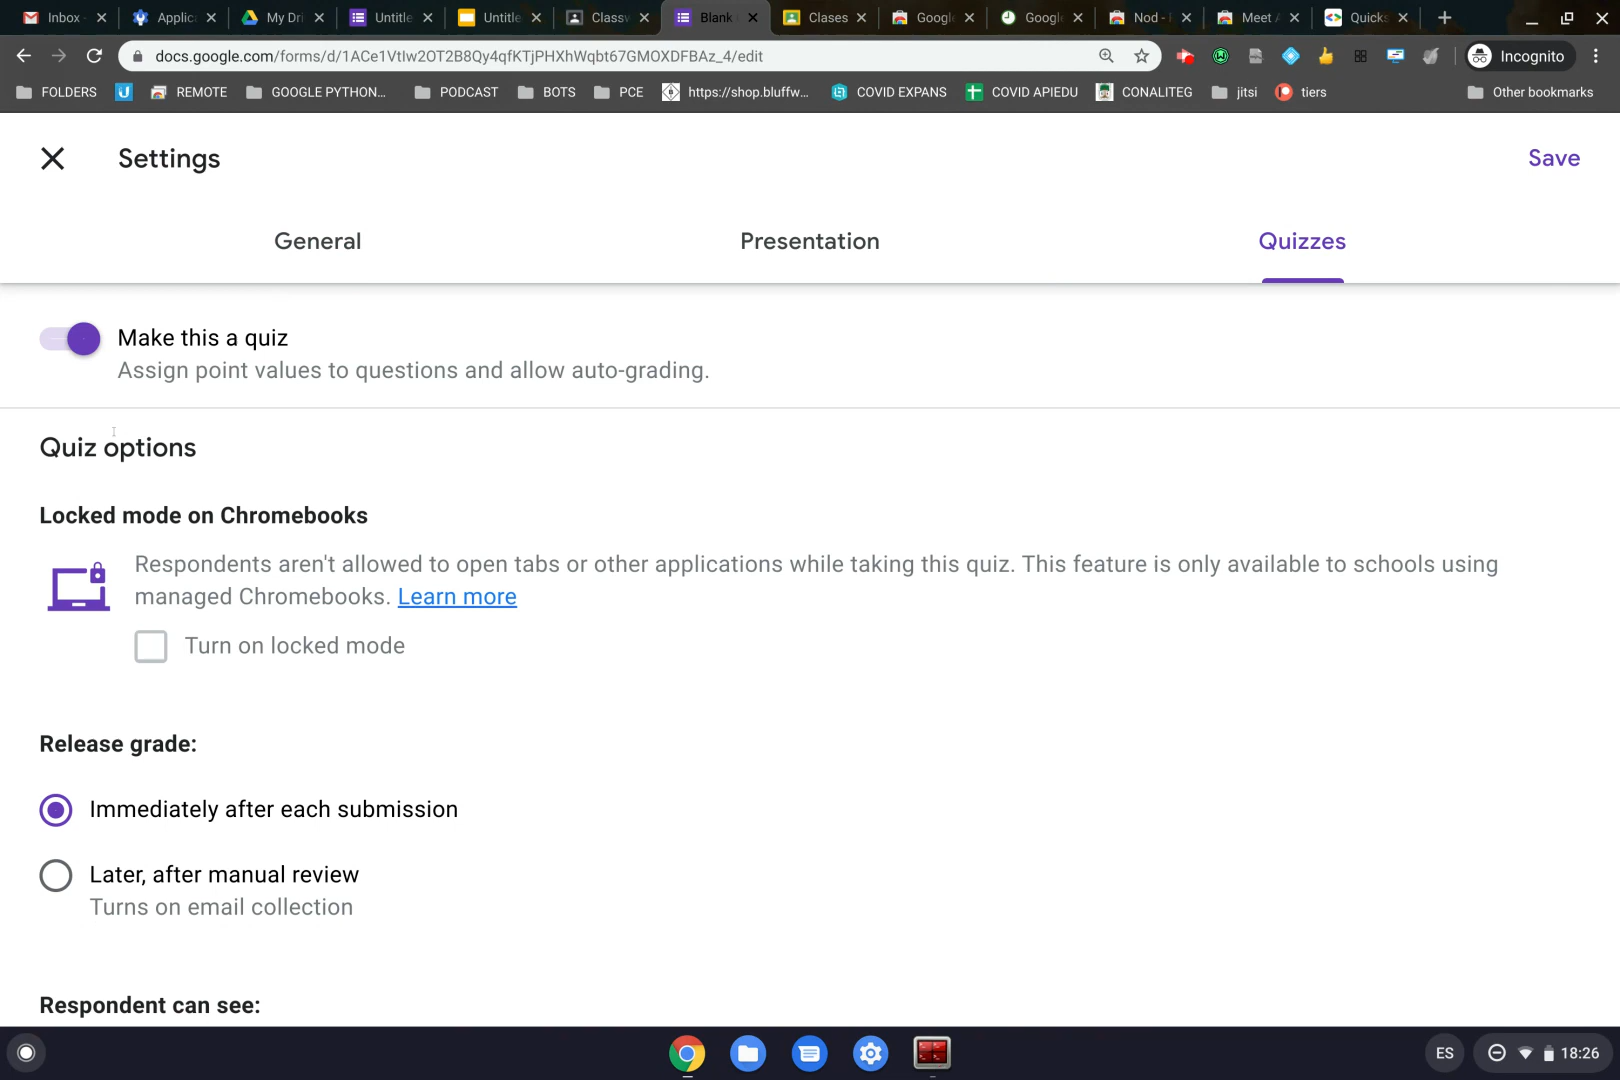 Inbox
Applic
My Dri
Untitle
Untitle
Classw
Blank
Clases
Google
Google
Nod -
Meet A
Quicks
docs.google.com/forms/d/1ACe1VtIw2OT2B8Qy4qfKTjPHXhWqbt67GMOXDFBAz_4/edit
Incognito
FOLDERS
REMOTE
GOOGLE PYTHON...
PODCAST
BOTS
PCE
https://shop.bluffw...
COVID EXPANS
COVID APIEDU
CONALITEG
jitsi
tiers
Other bookmarks
Settings
Save
General
Presentation
Quizzes
Make this a quiz
Assign point values to questions and allow auto-grading.
Quiz options
Locked mode on Chromebooks
Respondents aren't allowed to open tabs or other applications while taking this quiz. This feature is only available to schools using
managed Chromebooks. Learn more
Turn on locked mode
Release grade:
Immediately after each submission
Later, after manual review
Turns on email collection
Respondent can see:
ES
18:26